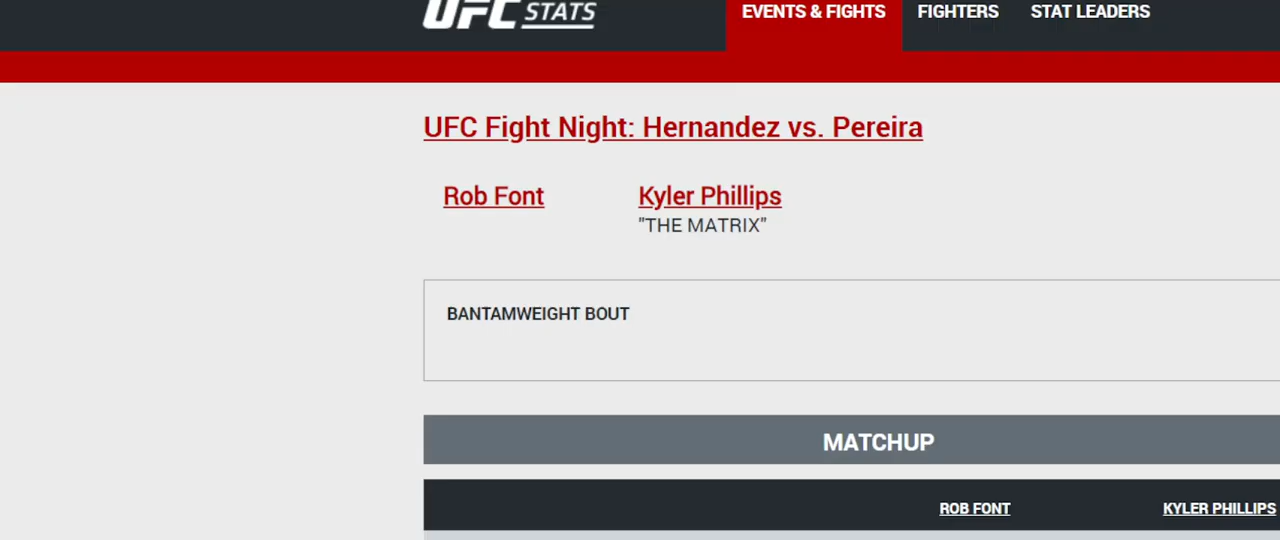 UFC STATS EVENTS & FIGHTS FIGHTERS STAT LEADERS
UFC Fight Night: Hernandez vs. Pereira
Rob Font Kyler Phillips
"THE MATRIX"
BANTAMWEIGHT BOUT
MATCHUP
ROB FONT KYLER PHILLIPS